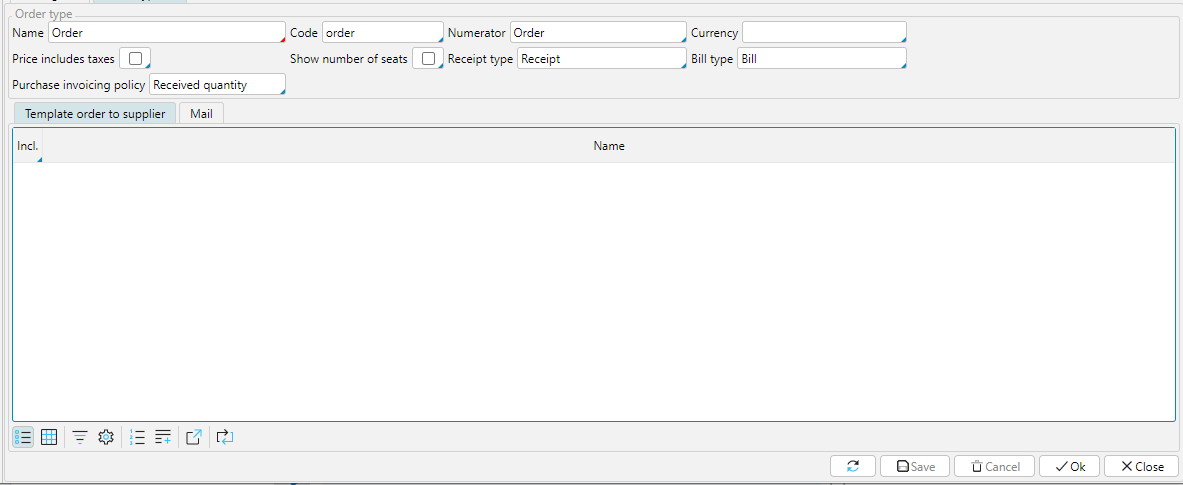 Order type
Name Order Code order Numerator Order Currency
Price includes taxes Show number of seats Receipt type Receipt Bill type Bill
Purchase invoicing policy Received quantity
Template order to supplier Mail
Incl. Name
Save Cancel Ok Close